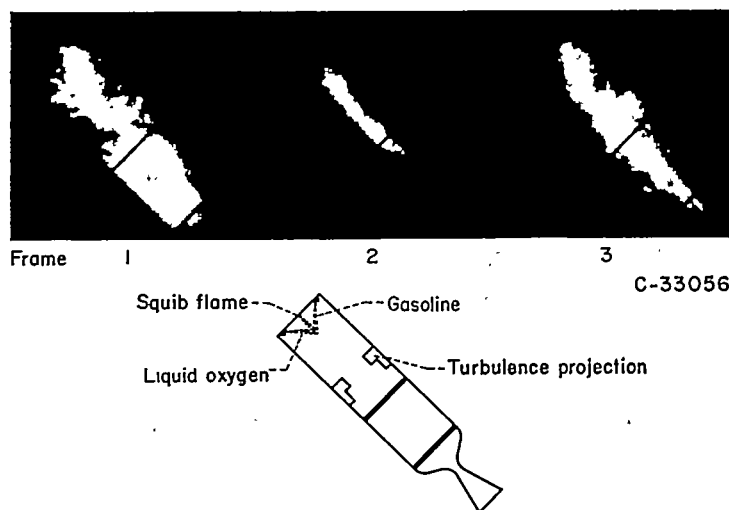 Frame 1 2 3
C-33056
Squib flame
Gasoline
Liquid oxygen
Turbulence projection